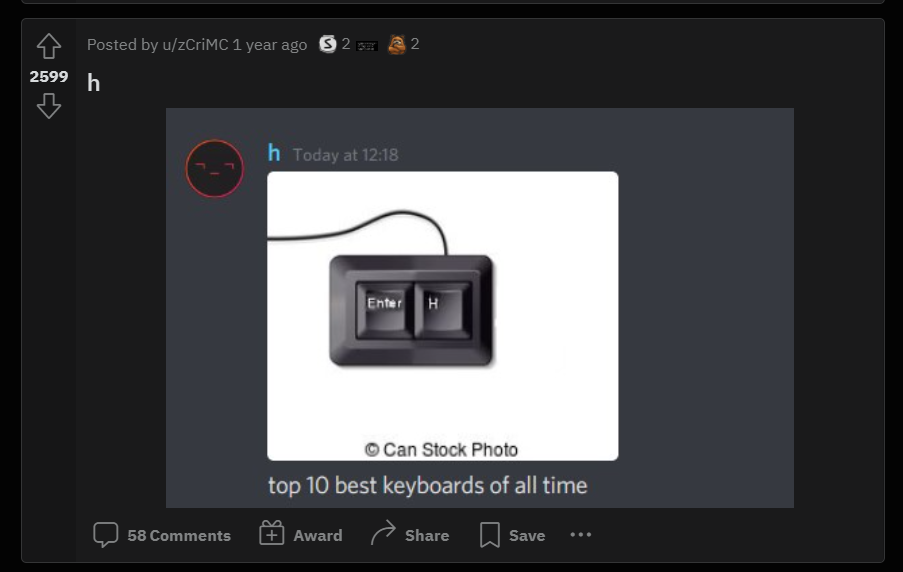 Posted by u/zCriMC 1 year ago 2 2
2599
h
h Today at 12:18
Enter H
© Can Stock Photo
top 10 best keyboards of all time
58 Comments Award Share Save